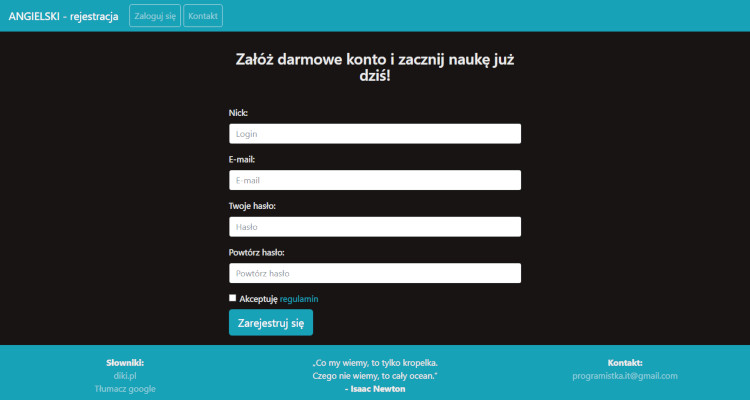 ANGIELSKI - rejestracja
Zaloguj się
Kontakt
Załóż darmowe konto i zacznij naukę już
dziś!
Nick:
Login
E-mail:
E-mail
Twoje hasło:
Hasło
Powtórz hasło:
Powtórz hasło
Akceptuję regulamin
Zarejestruj się
Słowniki:
diki.pl
Tłumacz google
„Co my wiemy, to tylko kropelka.
Czego nie wiemy, to cały ocean.”
- Isaac Newton
Kontakt:
programistka.it@gmail.com